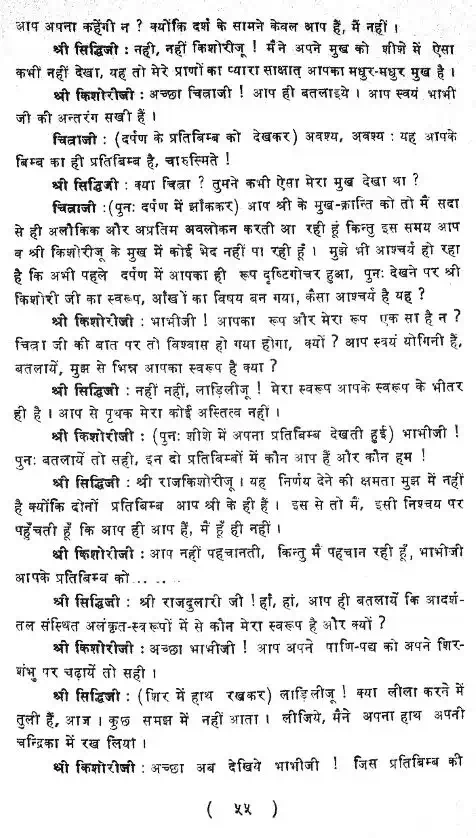 आप अपना कहेंगी न ? क्योंकि दर्श के सामने केवल आप हैं, मैं नहीं ।
श्री सिद्धिजी : नही, नहीं किशोरीजू ! मैंने अपने मुख को शीशे में ऐसा
कभी नहीं देखा, यह तो मेरे प्राणों का प्यारा साक्षात् आपका मधुर-मधुर मुख है ।
श्री किशोरीजी : अच्छा चित्राजी ! आप ही बतलाइये । आप स्वयं भाभी
जी की अन्तरंग सखी हैं ।
चित्राजी : (दर्पण के प्रतिबिम्ब को देखकर) अवश्य, अवश्य : यह आपके
बिम्ब का ही प्रतिबिम्ब है, चारुस्मिते !
श्री सिद्धिजी : क्या चित्रा ? तुमने कभी ऐसा मेरा मुख देखा था ?
चित्राजी :(पुनः दर्पण में झाँककर) आप श्री के मुख-क्रान्ति को तो मैं सदा
से ही अलौकिक और अप्रतिम अवलोकन करती आ रही हूं किन्तु इस समय आप
व श्री किशोरीजू के मुख में कोई भेद नहीं पा रही हूँ । मुझे भी आश्चर्य हो रहा
है कि अभी पहले दर्पण में आपका ही रूप दृष्टिगोचर हुआ, पुनः देखने पर श्री
किशोरी जी का स्वरूप, आँखों का विषय बन गया, कैसा आश्चर्य है यह ?
श्री किशोरीजी : भाभीजी ! आपका रूप और मेरा रूप एक सा है न ?
चित्रा जी की बात पर तो विश्वास हो गया होगा, क्यों ? आप स्वयं योगिनी हैं,
बतलायें, मुझ से भिन्न आपका स्वरूप है क्या ?
श्री सिद्धिजी : नहीं नहीं, लाड़िलीजू ! मेरा स्वरूप आपके स्वरूप के भीतर
ही है । आप से पृथक मेरा कोई अस्तित्व नहीं ।
श्री किशोरीजी : (पुनः शीशे में अपना प्रतिबिम्ब देखती हुई) भाभीजी !
पुनः बतलायें तो सही, इन दो प्रतिबिम्बों में कौन आप हैं और कौन हम !
श्री सिद्धिजी : श्री राजकिशोरीजू । यह निर्णय देने की क्षमता मुझ में नहीं
है क्योंकि दोनों प्रतिबिम्ब आप श्री के ही हैं । इस से तो मैं, इसी निश्चय पर
पहुँचती हूँ कि आप ही आप हैं, मैं हूँ ही नहीं ।
श्री किशोरीजी : आप नहीं पहचानती, किन्तु मैं पहचान रही हूँ, भाभीजी
आपके प्रतिबिम्ब को... .. ..
श्री सिद्धिजी : श्री राजदुलारी जी ! हाँ, हां, आप ही बतलायें कि आदर्श-
तल संस्थित अलंकृत-स्वरूपों में से कौन मेरा स्वरूप है और क्यों ?
श्री किशोरीजी : अच्छा भाभीजी ! आप अपने पाणि-पद्य को अपने शिर-
शंभु पर चढ़ायें तो सही ।
श्री सिद्धिजी : (शिर में हाथ रखकर) लाड़िलीजू ! क्या लीला करने में
तुली हैं, आज । कुछ समझ में नहीं आता । लीजिये, मैंने अपना हाथ अपनी
चन्द्रिका में रख लिया ।
श्री किशोरीजी : अच्छा अब देखिये भाभीजी ! जिस प्रतिबिम्ब की
( ५५ )